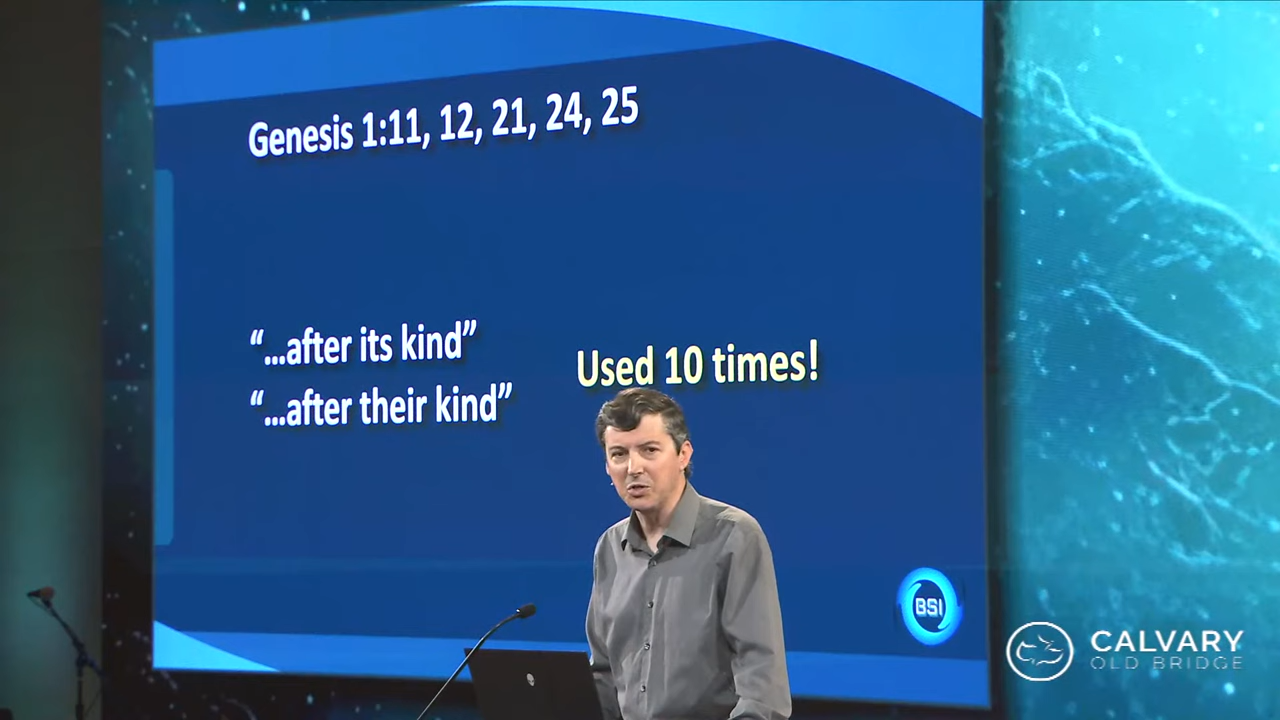 Genesis 1:11, 12, 21, 24, 25
“...after its kind”
Used 10 times!
“...after their kind”
BSI
CALVARY
OLD BRIDGE